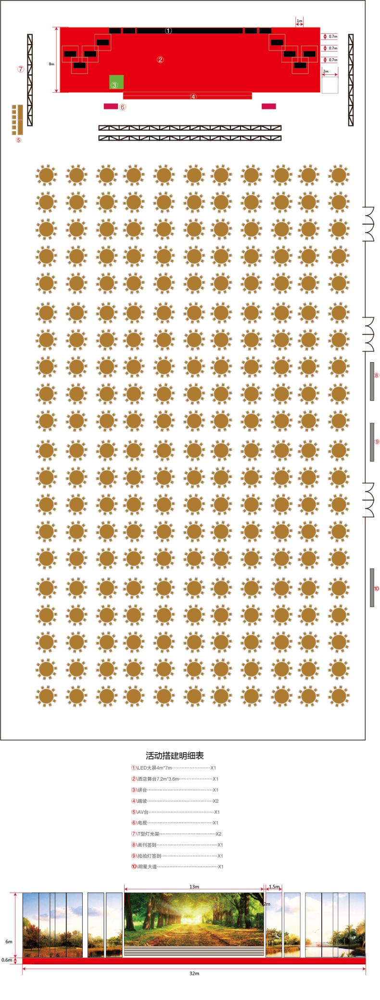 1m
①
0.7m
0.7m
②
8m
0.7m
⑦
2m
③
④
⑥
⑤
⑧
⑨
⑩
活动搭建明细表
①\LED大屏4m*7m························X1
②\酒店舞台7.2m*3.6m·····················X1
③\讲台·········································X1
④\踏坡·········································X2
⑤\AV台·········································X1
⑥\电视·········································X1
⑦\T型灯光架···································X2
⑧\画刊签到······································X1
⑨\拍拍灯签到···································X1
⑩\明星大道······································X1
13m
1.5m
0.2m
6m
0.6m
32m